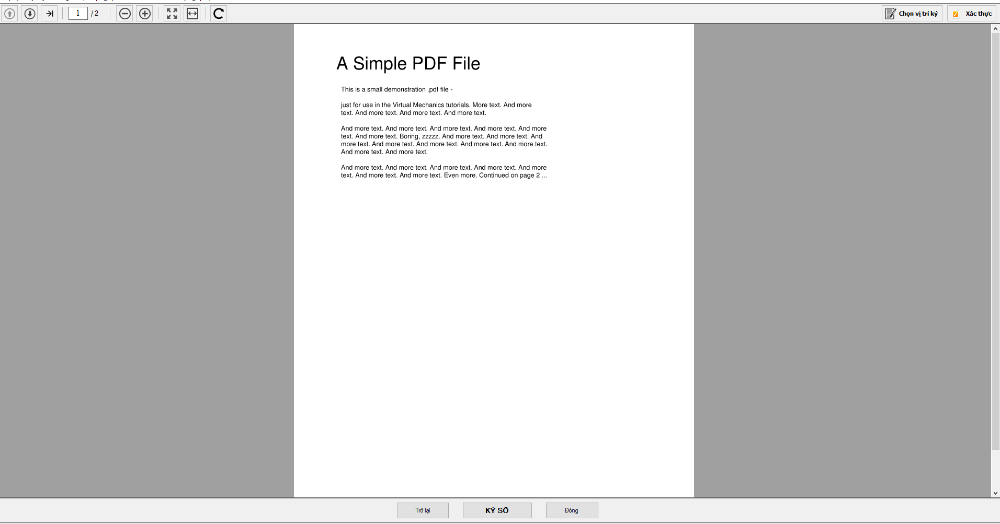 1 / 2
Chọn vị trí ký
Xác thực
A Simple PDF File
This is a small demonstration .pdf file -
just for use in the Virtual Mechanics tutorials. More text. And more
text. And more text. And more text. And more text.
And more text. And more text. And more text. And more text. And more
text. And more text. Boring, zzzzz. And more text. And more text. And
more text. And more text. And more text. And more text. And more text.
And more text. And more text.
And more text. And more text. And more text. And more text. And more
text. And more text. And more text. Even more. Continued on page 2 ...
Trở lại
KÝ SỐ
Đóng